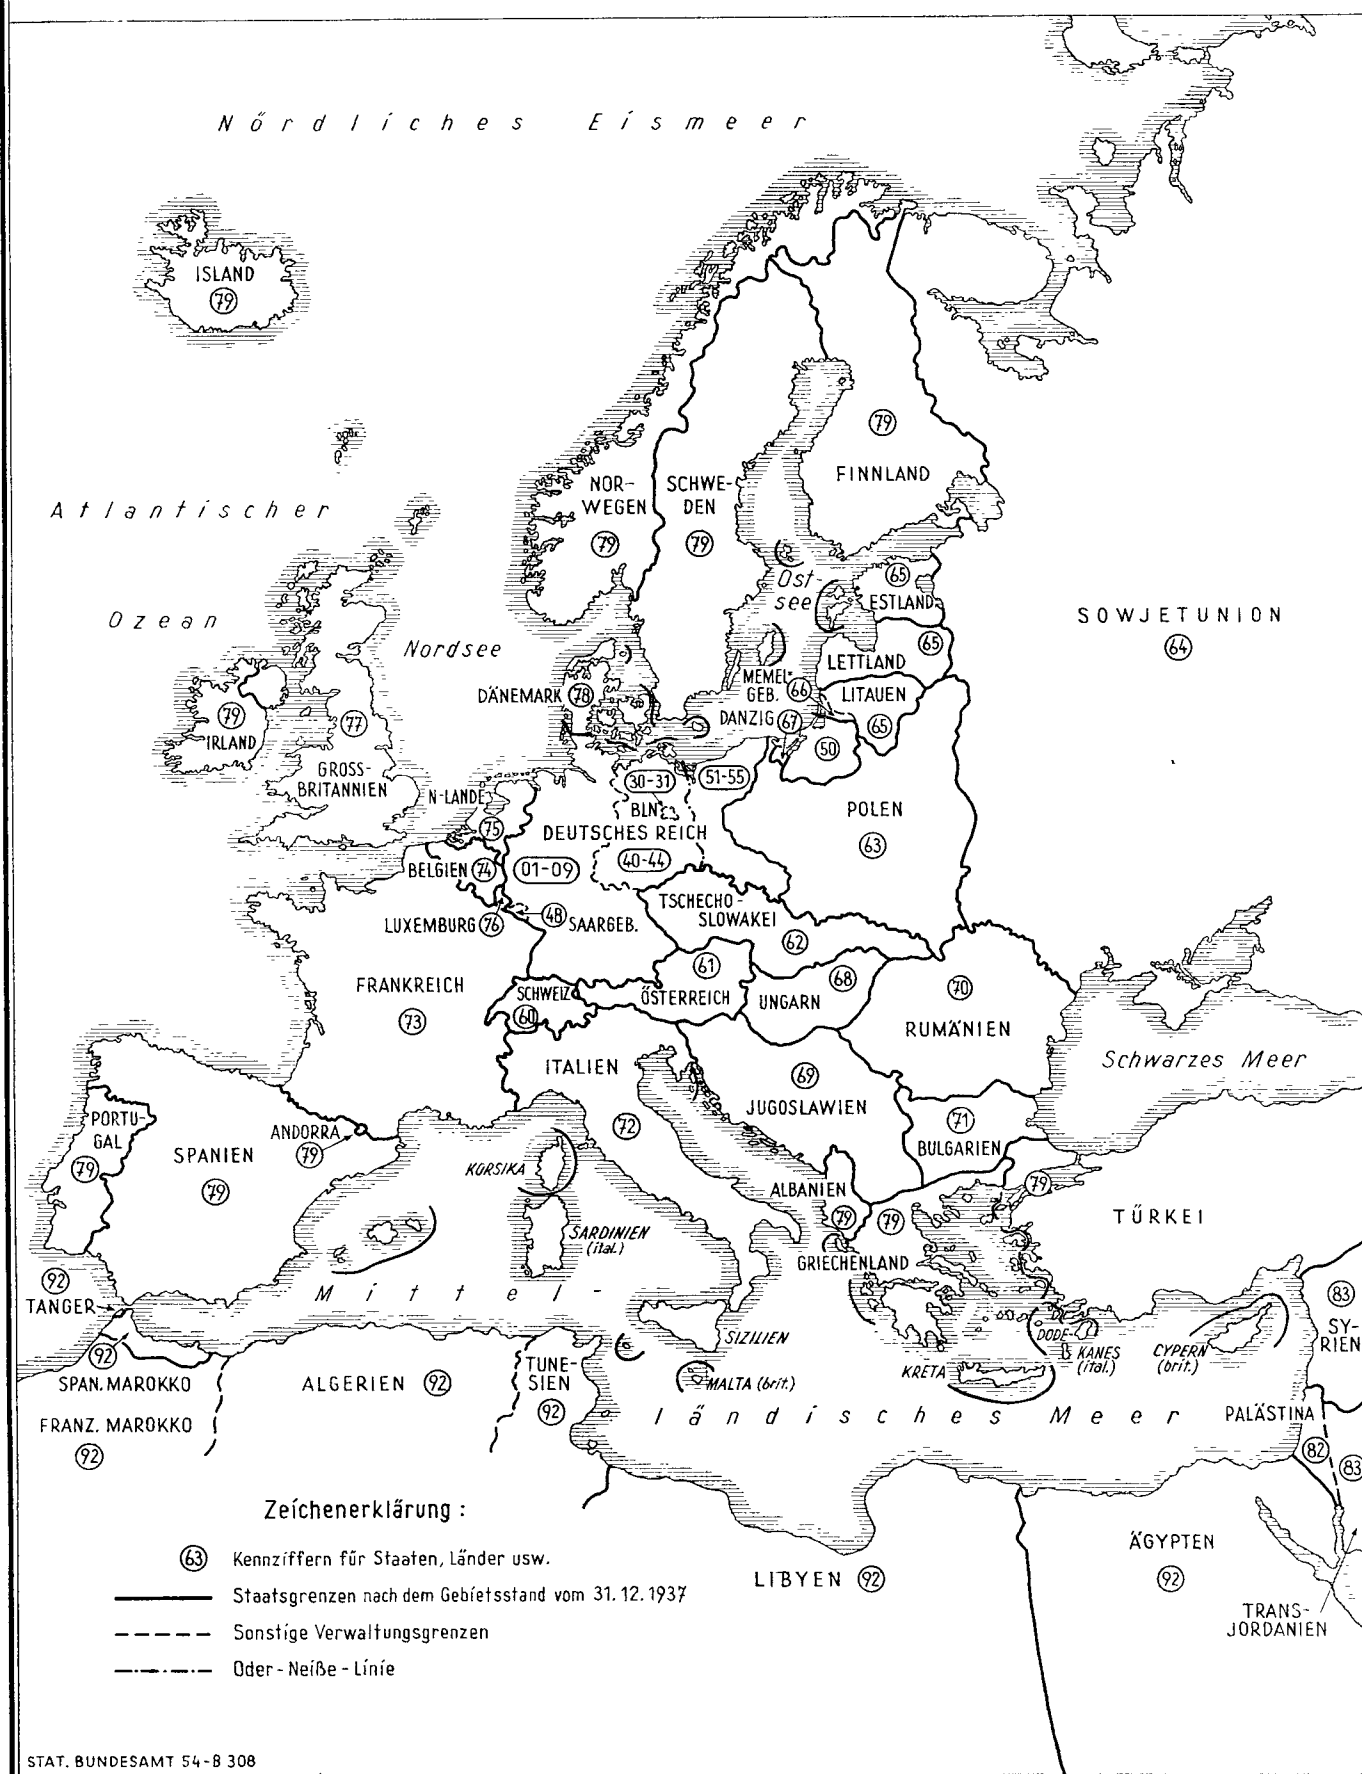 Nördliches Eismeer
ISLAND
79
79
FINNLAND
NOR-
WEGEN
79
SCHWE-
DEN
79
Atlantischer
Ozean
Nordsee
Ost-
see
65
ESTLAND
65
LETTLAND
SOWJETUNION
64
MEMEL-
GEB.
66
LITAUEN
65
DANZIG 67
50
DÄNEMARK 78
79
IRLAND
77
GROSS-
BRITANNIEN
N-LANDE
75
30-31
51-55
BLN
DEUTSCHES REICH
POLEN
63
BELGIEN 74
01-09
40-44
LUXEMBURG 76
48 SAARGEB.
TSCHECHO-
SLOWAKEI
62
FRANKREICH
73
SCHWEIZ
60
61
ÖSTERREICH
UNGARN
68
70
RUMÄNIEN
Schwarzes Meer
ITALIEN
72
69
JUGOSLAWIEN
71
BULGARIEN
PORTU-
GAL
79
SPANIEN
79
ANDORRA
79
KORSIKA
SARDINIEN
(ital.)
ALBANIEN
79
79
GRIECHENLAND
79
TÜRKEI
92
TANGER
Mittel-
SIZILIEN
DODE-
KANES
(ital.)
CYPERN
(brit.)
83
SY-
RIEN
92
SPAN. MAROKKO
FRANZ. MAROKKO
92
ALGERIEN 92
TUNE-
SIEN
92
MALTA (brit.)
KRETA
ländisches Meer
PALÄSTINA
82
83
LIBYEN 92
ÄGYPTEN
92
TRANS-
JORDANIEN
Zeichenerklärung :
63 Kennziffern für Staaten, Länder usw.
Staatsgrenzen nach dem Gebietsstand vom 31. 12. 1937
Sonstige Verwaltungsgrenzen
Oder - Neiße - Linie
STAT. BUNDESAMT 54-B 308